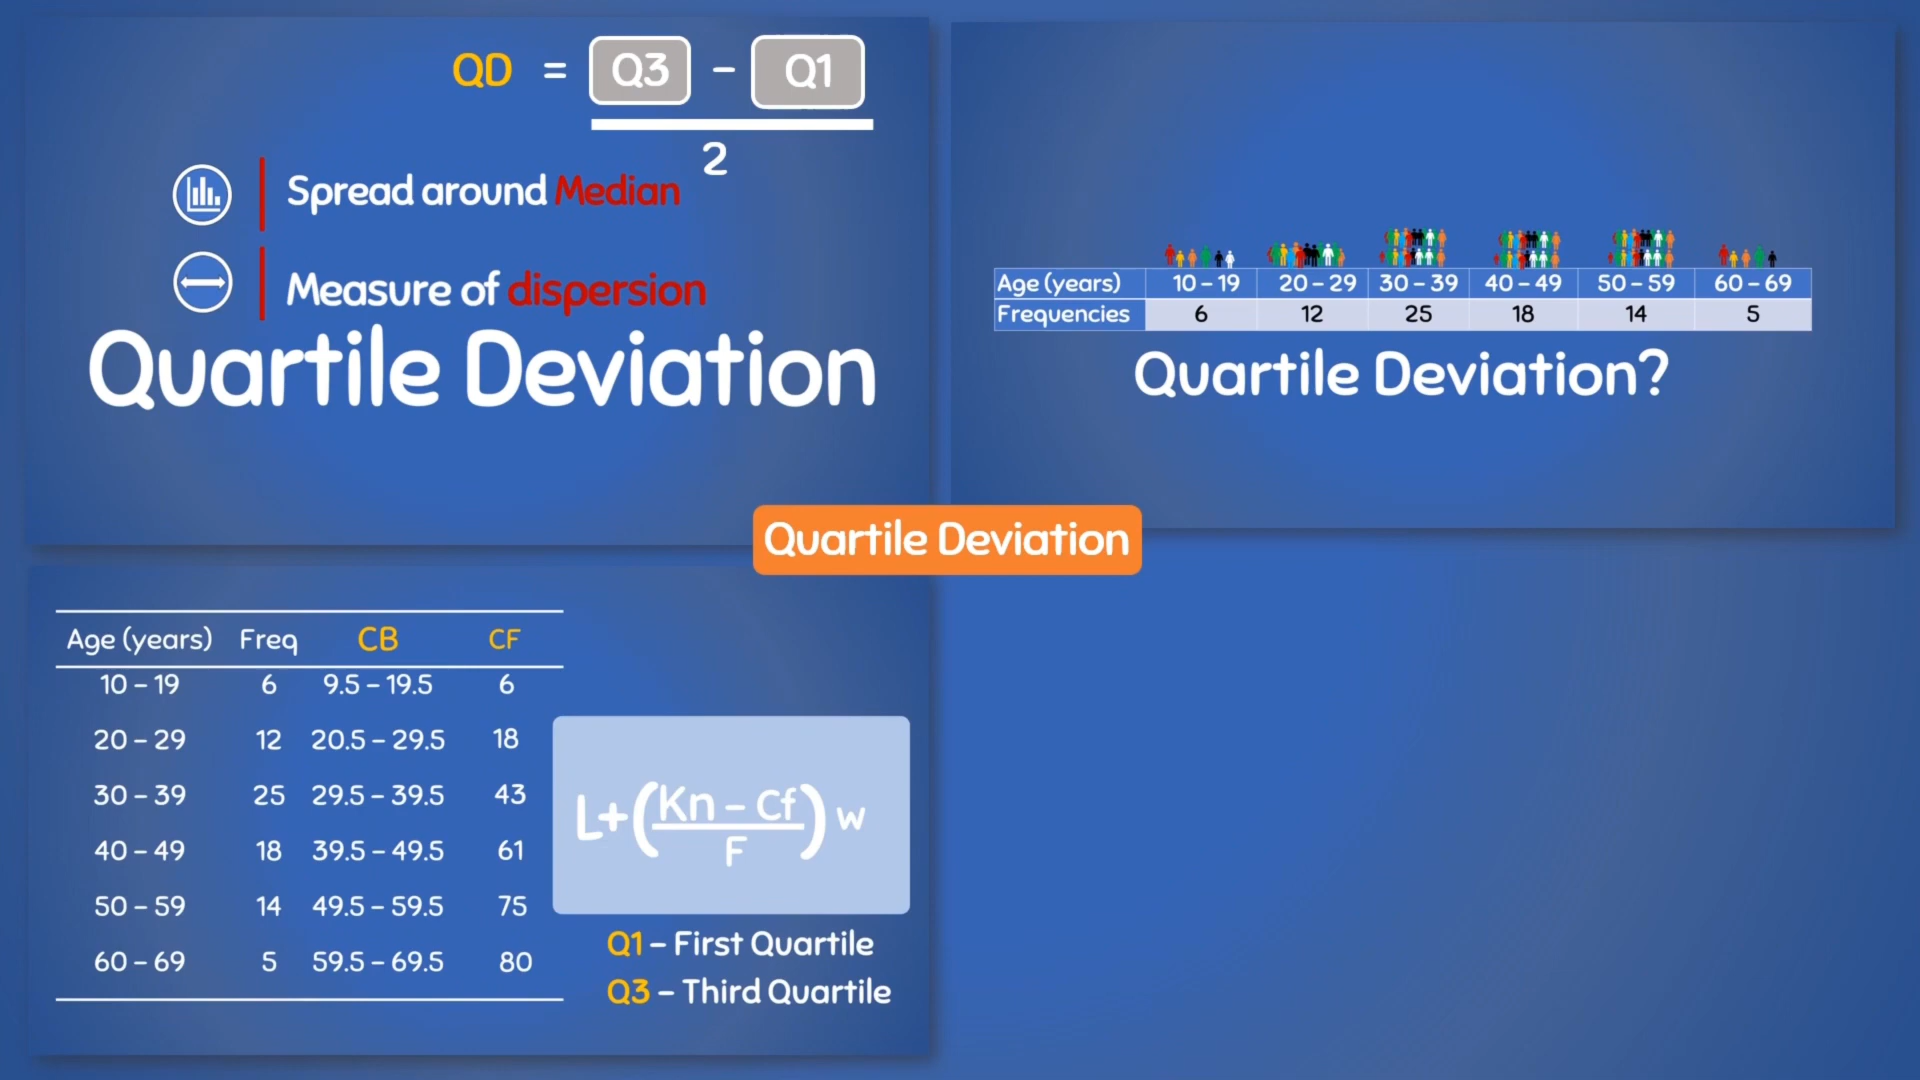 QD = Q3 - Q1
2
Spread around Median
Measure of dispersion
Quartile Deviation
Age (years) 10 – 19 20 – 29 30 – 39 40 – 49 50 – 59 60 – 69
Frequencies 6 12 25 18 14 5
Quartile Deviation?
Quartile Deviation
Age (years) Freq CB CF
10 – 19 6 9.5 – 19.5 6
20 – 29 12 20.5 – 29.5 18
30 – 39 25 29.5 – 39.5 43
40 – 49 18 39.5 – 49.5 61
50 – 59 14 49.5 – 59.5 75
60 – 69 5 59.5 – 69.5 80
L+(Kn – Cf) w
F
Q1 – First Quartile
Q3 – Third Quartile